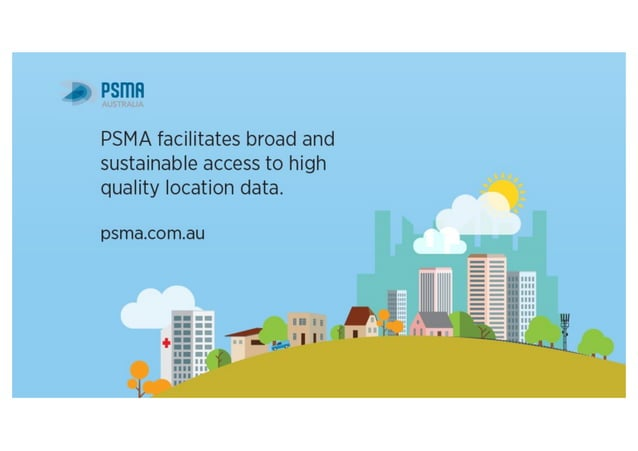 PSMA
AUSTRALIA
PSMA facilitates broad and
sustainable access to high
quality location data.
psma.com.au